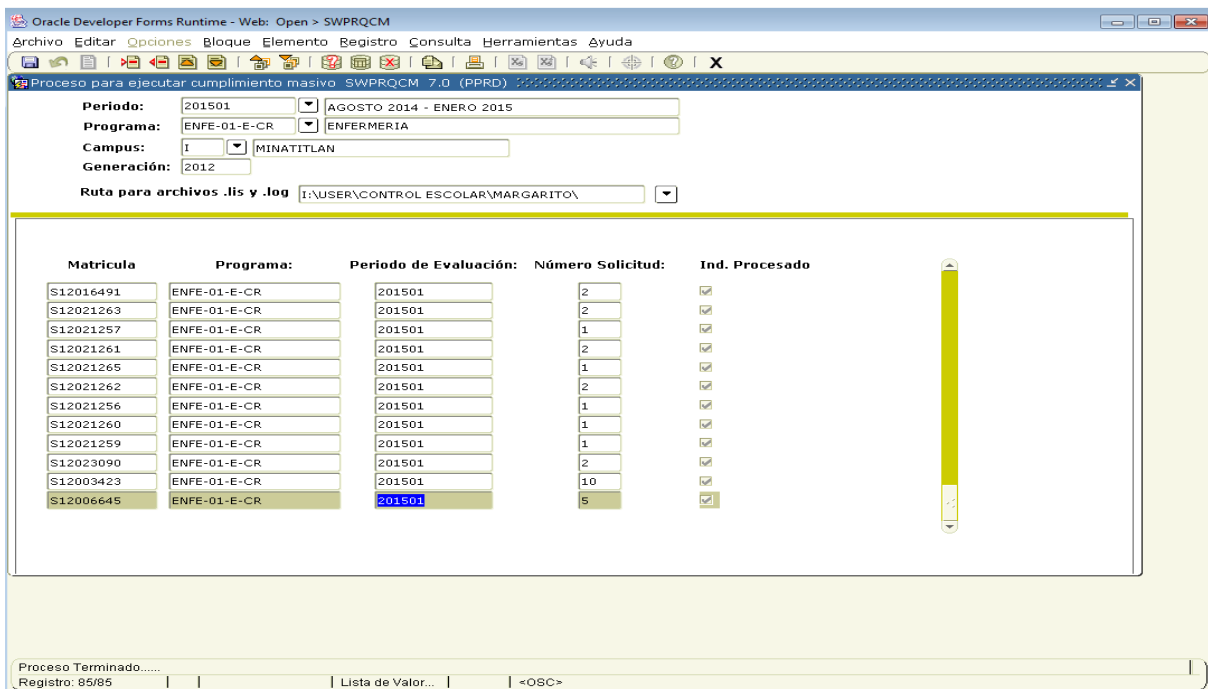 Oracle Developer Forms Runtime - Web: Open > SWPRQCM
Archivo Editar Opciones Bloque Elemento Registro Consulta Herramientas Ayuda
Proceso para ejecutar cumplimiento masivo SWPRQCM 7.0 (PPRD)
Periodo: 201501 AGOSTO 2014 - ENERO 2015
Programa: ENFE-01-E-CR ENFERMERIA
Campus: I MINATITLAN
Generación: 2012
Ruta para archivos .lis y .log I:\USER\CONTROL ESCOLAR\MARGARITO\
Matricula Programa: Periodo de Evaluación: Número Solicitud: Ind. Procesado
S12016491 ENFE-01-E-CR 201501 2
S12021263 ENFE-01-E-CR 201501 2
S12021257 ENFE-01-E-CR 201501 1
S12021261 ENFE-01-E-CR 201501 2
S12021265 ENFE-01-E-CR 201501 1
S12021262 ENFE-01-E-CR 201501 2
S12021256 ENFE-01-E-CR 201501 1
S12021260 ENFE-01-E-CR 201501 1
S12021259 ENFE-01-E-CR 201501 1
S12023090 ENFE-01-E-CR 201501 2
S12003423 ENFE-01-E-CR 201501 10
S12006645 ENFE-01-E-CR 201501 5
Proceso Terminado......
Registro: 85/85 Lista de Valor... <OSC>